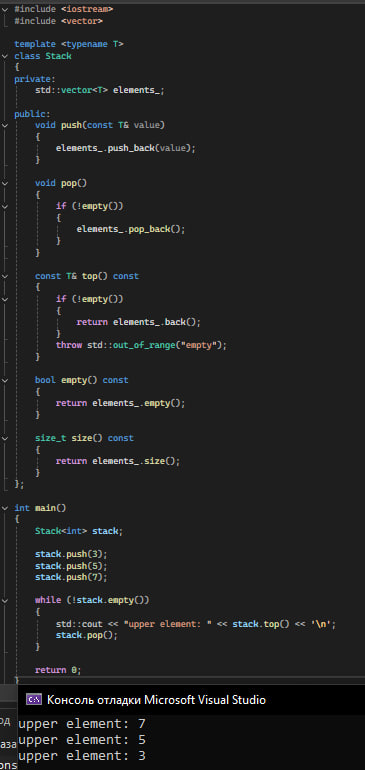 #include <iostream>
#include <vector>
template <typename T>
class Stack
{
private:
std::vector<T> elements_;
public:
void push(const T& value)
{
elements_.push_back(value);
}
void pop()
{
if (!empty())
{
elements_.pop_back();
}
}
const T& top() const
{
if (!empty())
{
return elements_.back();
}
throw std::out_of_range("empty");
}
bool empty() const
{
return elements_.empty();
}
size_t size() const
{
return elements_.size();
}
};
int main()
{
Stack<int> stack;
stack.push(3);
stack.push(5);
stack.push(7);
while (!stack.empty())
{
std::cout << "upper element: " << stack.top() << '\n';
stack.pop();
}
return 0;
}
Консоль отладки Microsoft Visual Studio
upper element: 7
upper element: 5
upper element: 3